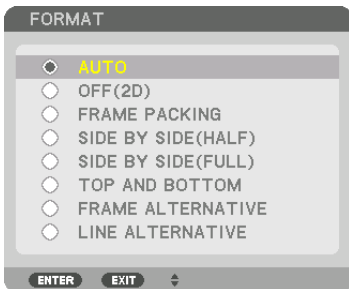 FORMAT
AUTO
OFF(2D)
FRAME PACKING
SIDE BY SIDE(HALF)
SIDE BY SIDE(FULL)
TOP AND BOTTOM
FRAME ALTERNATIVE
LINE ALTERNATIVE
ENTER EXIT